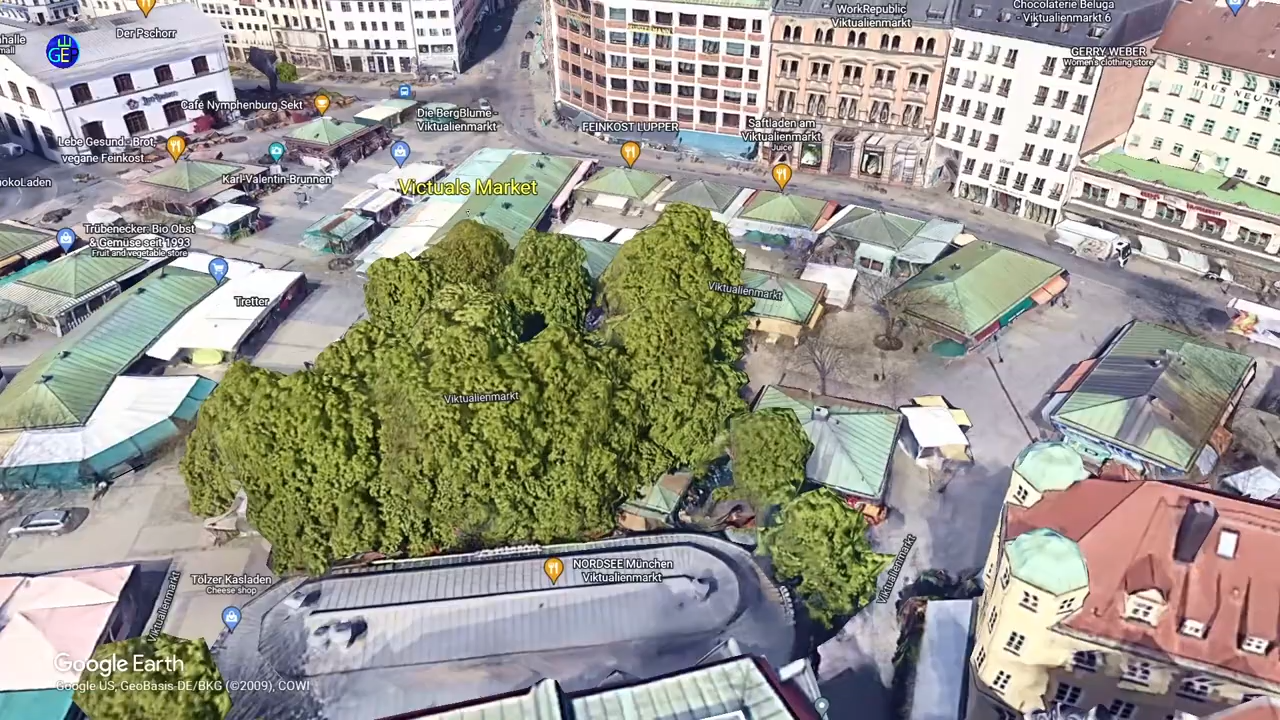 WorkRepublic
Viktualienmarkt
Chocolaterie Beluga
- Viktualienmarkt 6
Der Pschorr
GERRY WEBER
Women's clothing store
Café Nymphenburg Sekt
Die BergBlume -
Viktualienmarkt
FEINKOST LUPPER
Saftladen am
Viktualienmarkt
Juice
Lebe Gesund - Brot,
vegane Feinkost...
Karl-Valentin-Brunnen
Victuals Market
Trübenecker: Bio Obst
& Gemüse seit 1993
Fruit and vegetable store
Tretter
Viktualienmarkt
Viktualienmarkt
NORDSEE München
Viktualienmarkt
Tölzer Kasladen
Cheese shop
Viktualienmarkt
Viktualienmarkt
Google Earth
Google US, GeoBasis-DE/BKG (©2009), COWI